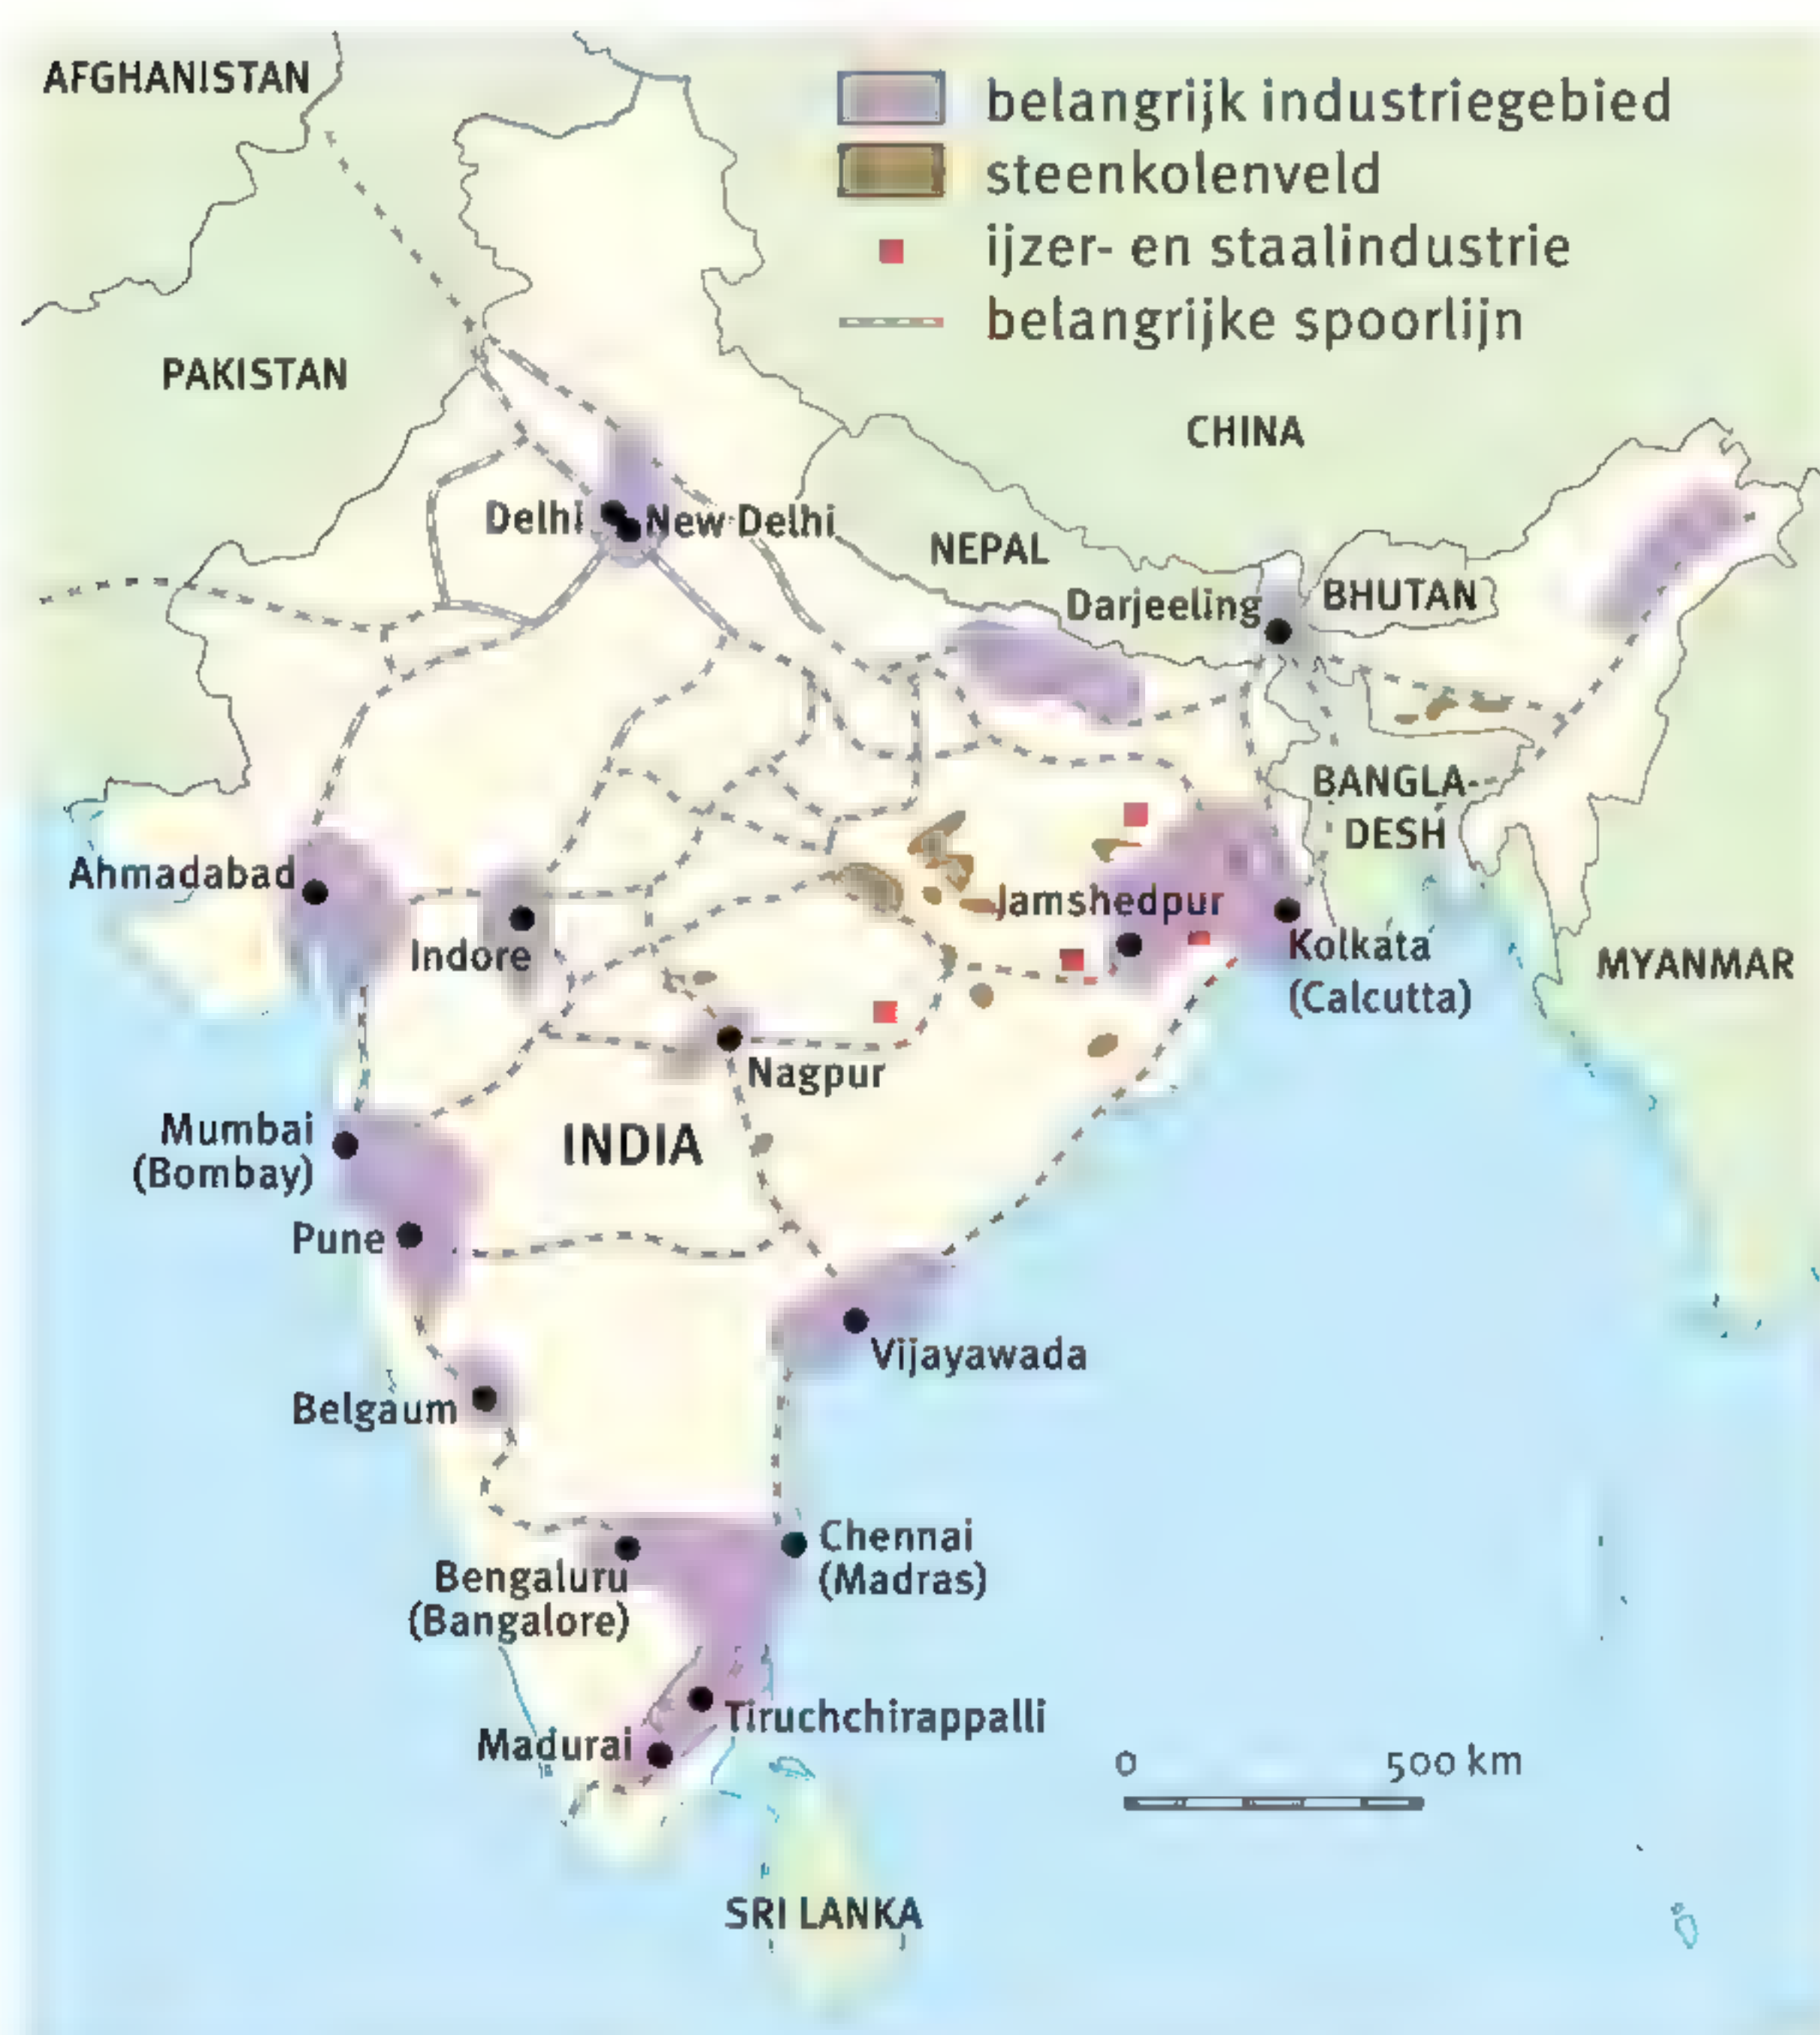 AFGHANISTAN
belangrijk industriegebied
steenkolenveld
ijzer- en staalindustrie
belangrijke spoorlijn
PAKISTAN
CHINA
Delhi
New Delhi
NEPAL
Darjeeling
BHUTAN
BANGLA-
DESH
Ahmadabad
Indore
Jamshedpur
Kolkata
(Calcutta)
MYANMAR
Nagpur
Mumbai
(Bombay)
INDIA
Pune
Vijayawada
Belgaum
Chennai
(Madras)
Bengaluru
(Bangalore)
Tiruchchirappalli
Madurai
0 500 km
SRI LANKA